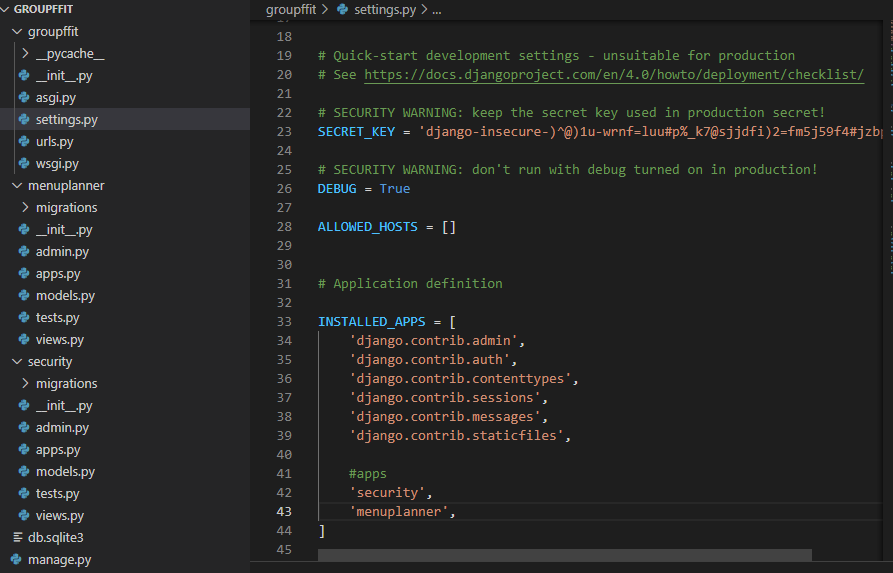 GROUPFFIT
groupffit
__pycache__
__init__.py
asgi.py
settings.py
urls.py
wsgi.py
menuplanner
migrations
__init__.py
admin.py
apps.py
models.py
tests.py
views.py
security
migrations
__init__.py
admin.py
apps.py
models.py
tests.py
views.py
db.sqlite3
manage.py
groupffit > settings.py > ...
18
19 # Quick-start development settings - unsuitable for production
20 # See https://docs.djangoproject.com/en/4.0/howto/deployment/checklist/
21
22 # SECURITY WARNING: keep the secret key used in production secret!
23 SECRET_KEY = 'django-insecure-)^@)1u-wrnf=luu#p%_k7@sjjdfi)2=fm5j59f4#jzb
24
25 # SECURITY WARNING: don't run with debug turned on in production!
26 DEBUG = True
27
28 ALLOWED_HOSTS = []
29
30
31 # Application definition
32
33 INSTALLED_APPS = [
34 'django.contrib.admin',
35 'django.contrib.auth',
36 'django.contrib.contenttypes',
37 'django.contrib.sessions',
38 'django.contrib.messages',
39 'django.contrib.staticfiles',
40
41 #apps
42 'security',
43 'menuplanner',
44 ]
45